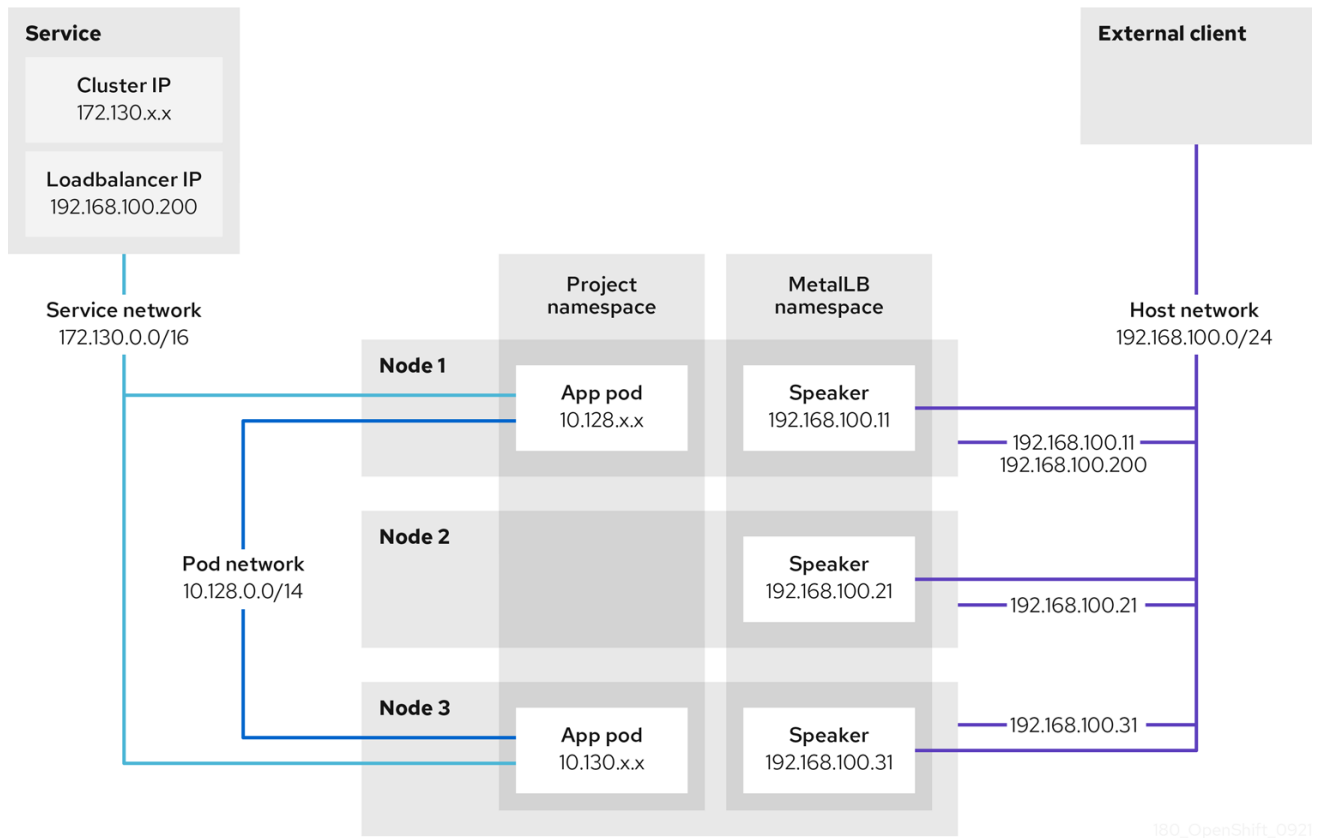 Service
Cluster IP
172.130.x.x
Loadbalancer IP
192.168.100.200
External client
Service network
172.130.0.0/16
Project
namespace
MetalLB
namespace
Host network
192.168.100.0/24
Node 1
App pod
10.128.x.x
Speaker
192.168.100.11
192.168.100.11
192.168.100.200
Node 2
Pod network
10.128.0.0/14
Speaker
192.168.100.21
192.168.100.21
Node 3
App pod
10.130.x.x
Speaker
192.168.100.31
192.168.100.31
180_OpenShift_0921